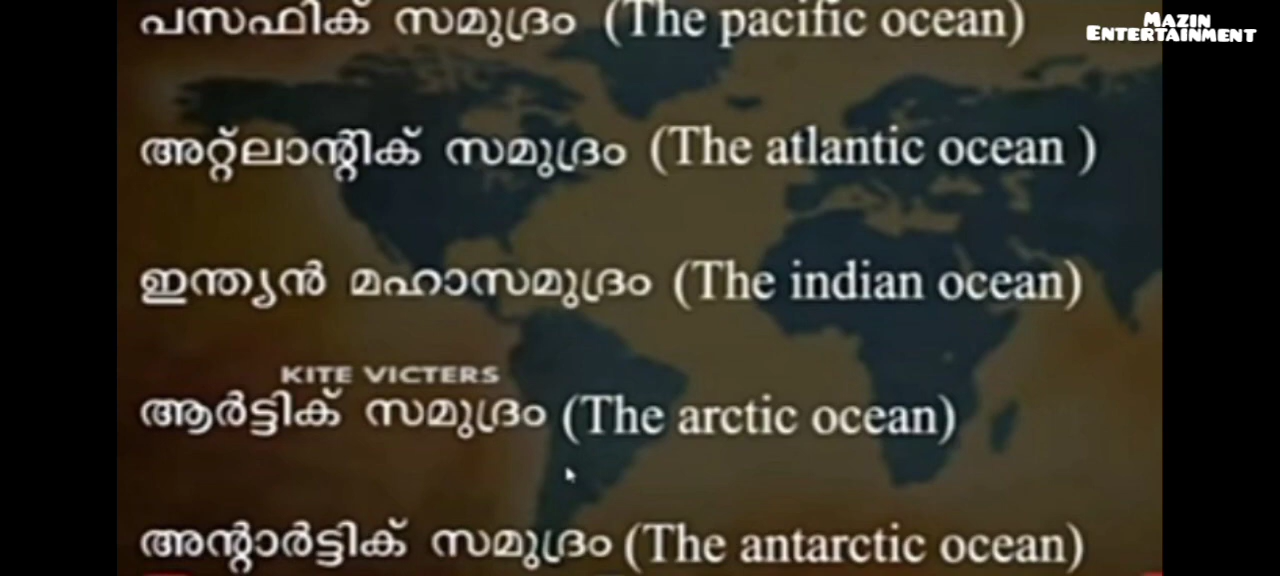 പസഫിക് സമുദ്രം (The pacific ocean)
MAZIN
ENTERTAINMENT
അറ്റ്ലാന്റിക് സമുദ്രം (The atlantic ocean )
ഇന്ത്യൻ മഹാസമുദ്രം (The indian ocean)
KITE VICTERS
ആർട്ടിക് സമുദ്രം (The arctic ocean)
അന്റാർട്ടിക് സമുദ്രം (The antarctic ocean)